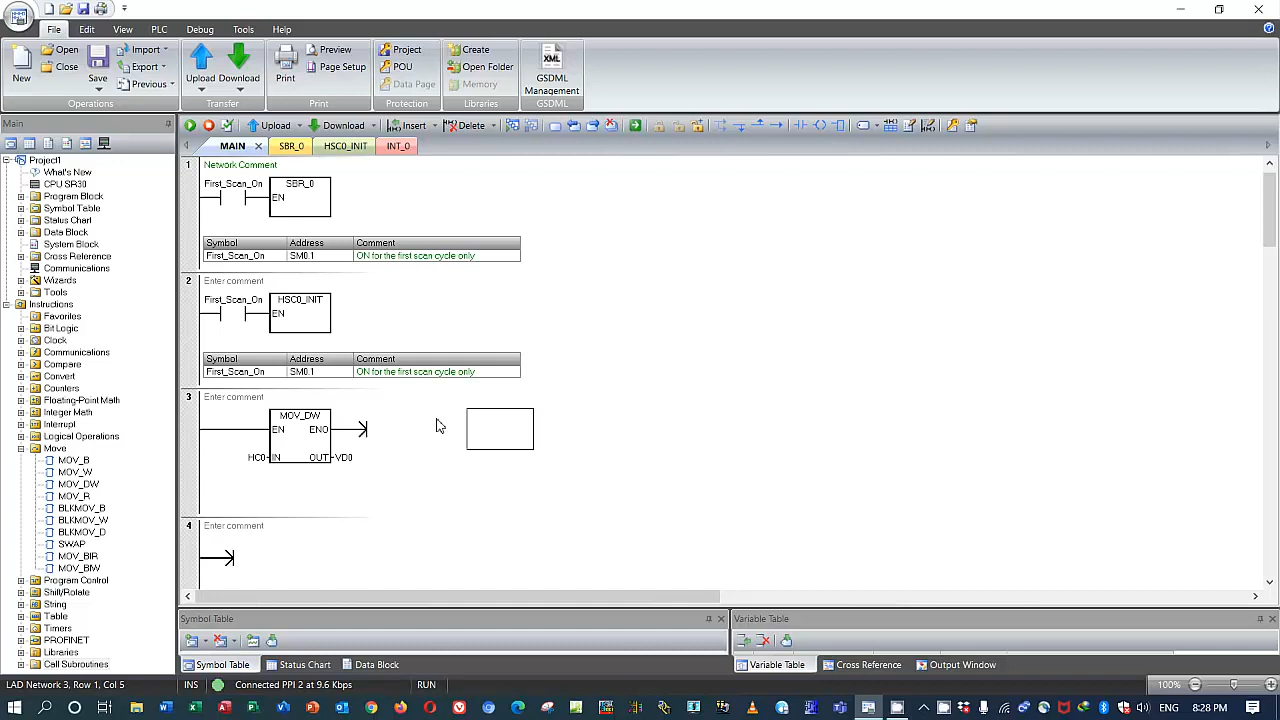 File Edit View PLC Debug Tools Help
New
Open
Close
Save
Import
Export
Previous
Operations
Upload Download
Transfer
Print
Preview
Page Setup
Print
Project
POU
Data Page
Protection
Create
Open Folder
Memory
Libraries
XML
GSDML
Management
GSDML
Main
Upload Download Insert Delete
MAIN SBR_0 HSC0_INIT INT_0
Project1
What's New
CPU SR30
Program Block
Symbol Table
Status Chart
Data Block
System Block
Cross Reference
Communications
Wizards
Tools
Instructions
Favorites
Bit Logic
Clock
Communications
Compare
Convert
Counters
Floating-Point Math
Integer Math
Interrupt
Logical Operations
Move
MOV_B
MOV_W
MOV_DW
MOV_R
BLKMOV_B
BLKMOV_W
BLKMOV_D
SWAP
MOV_BIR
MOV_BIW
Program Control
Shift/Rotate
String
Table
Timers
PROFINET
Libraries
Call Subroutines
1 Network Comment
First_Scan_On SBR_0
EN
Symbol Address Comment
First_Scan_On SM0.1 ON for the first scan cycle only
2 Enter comment
First_Scan_On HSC0_INIT
EN
Symbol Address Comment
First_Scan_On SM0.1 ON for the first scan cycle only
3 Enter comment
MOV_DW
EN ENO
HC0 IN OUT VD0
4 Enter comment
Symbol Table
Variable Table
Symbol Table Status Chart Data Block
Variable Table Cross Reference Output Window
LAD Network 3, Row 1, Col 5 INS Connected PPI 2 at 9.6 Kbps RUN 100%
ENG 8:28 PM